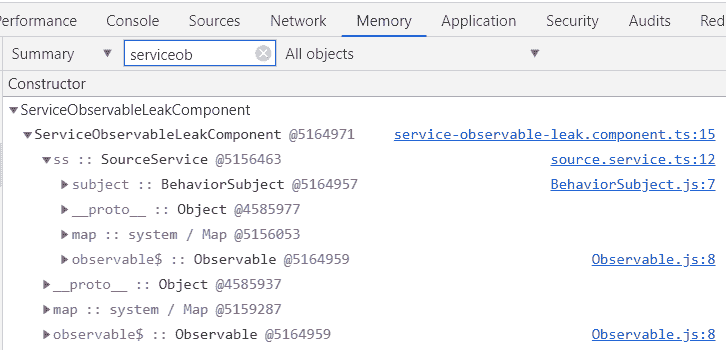 erformance Console Sources Network Memory Application Security Audits Red
Summary ▼ serviceob All objects ▼
Constructor
▼ServiceObservableLeakComponent
▼ServiceObservableLeakComponent @5164971 service-observable-leak.component.ts:15
▼ss :: SourceService @5156463 source.service.ts:12
▶subject :: BehaviorSubject @5164957 BehaviorSubject.js:7
▶__proto__ :: Object @4585977
▶map :: system / Map @5156053
▶observable$ :: Observable @5164959 Observable.js:8
▶__proto__ :: Object @4585937
▶map :: system / Map @5159287
▶observable$ :: Observable @5164959 Observable.js:8